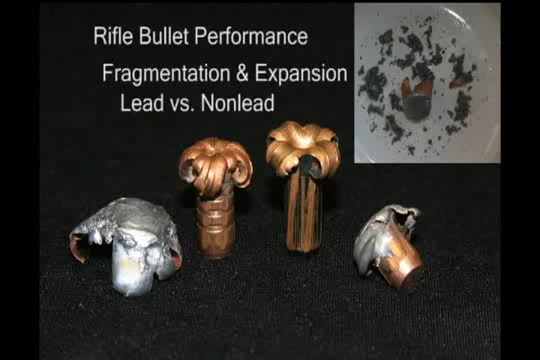 Rifle Bullet Performance
Fragmentation & Expansion
Lead vs. Nonlead